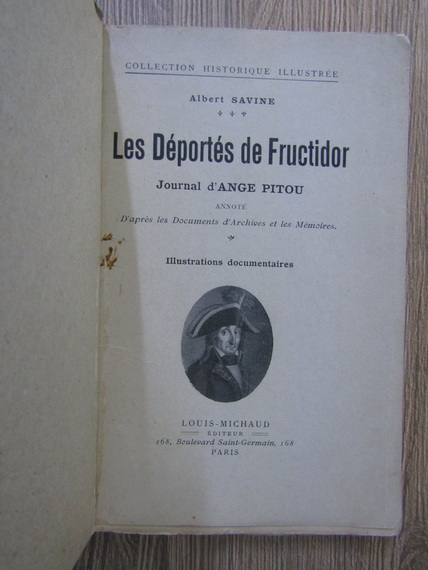 COLLECTION HISTORIQUE ILLUSTRÉE
Albert SAVINE
Les Déportés de Fructidor
Journal d'ANGE PITOU
ANNOTÉ
D'après les Documents d'Archives et les Mémoires.
Illustrations documentaires
LOUIS-MICHAUD
ÉDITEUR
168, Boulevard Saint-Germain, 168
PARIS